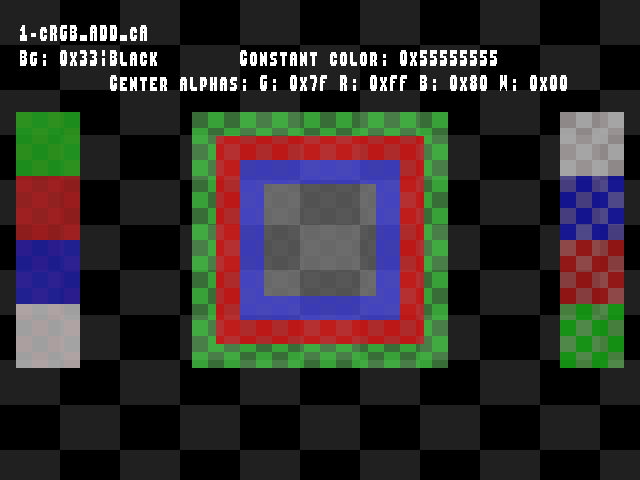 1-cRGB_ADD_cA
Bg: 0x33¦Black Constant color: 0x55555555
Center alphas: G: 0x7f R: 0xff B: 0x80 W: 0x00